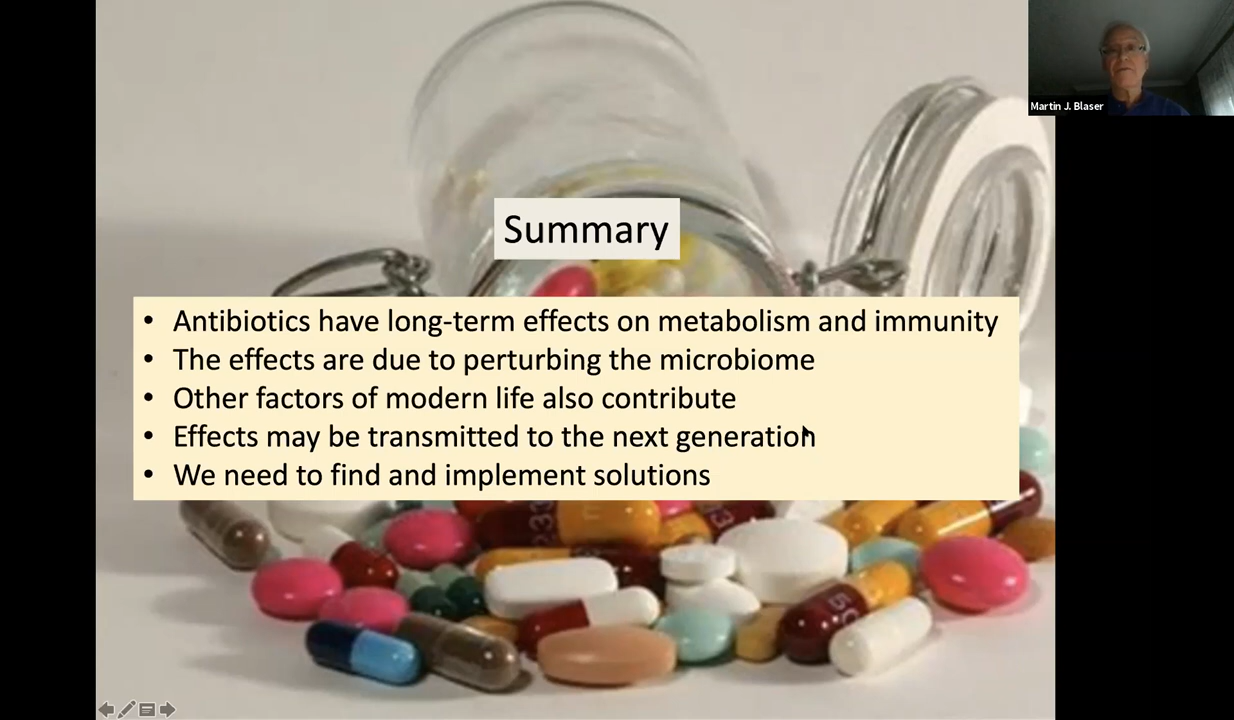 Martin J. Blaser
Summary
• Antibiotics have long-term effects on metabolism and immunity
• The effects are due to perturbing the microbiome
• Other factors of modern life also contribute
• Effects may be transmitted to the next generation
• We need to find and implement solutions